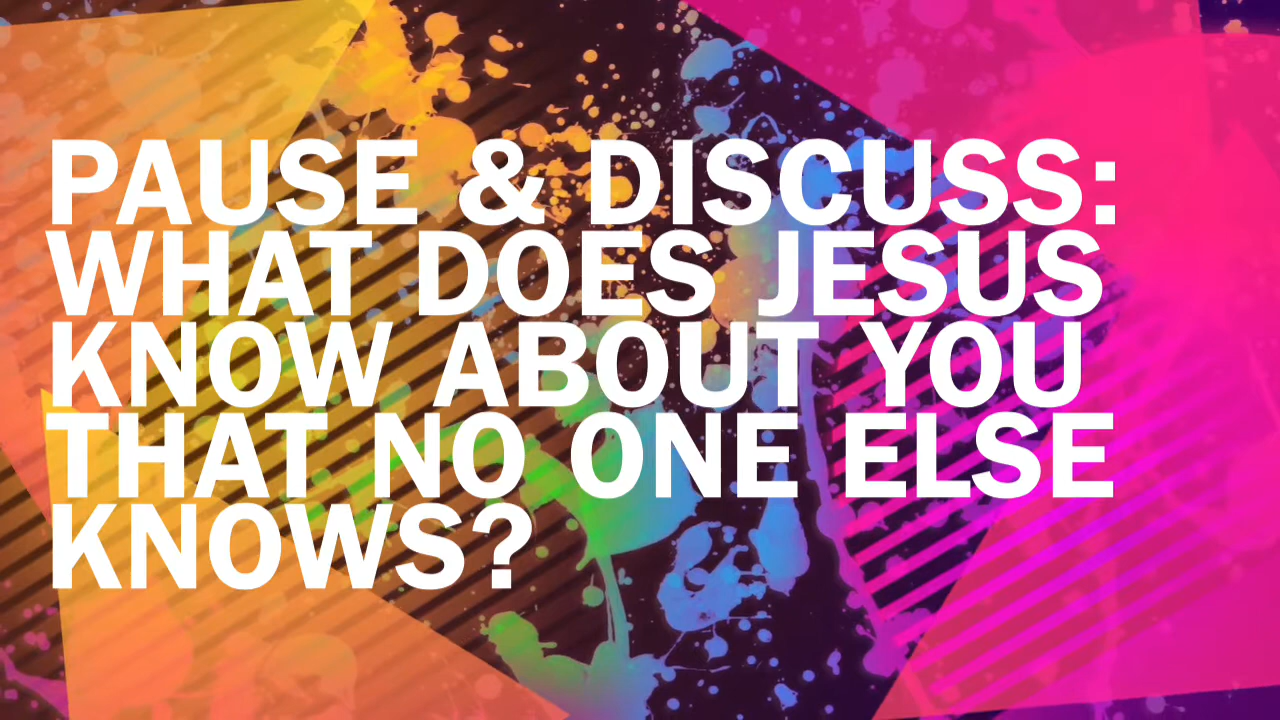 PAUSE & DISCUSS:
WHAT DOES JESUS
KNOW ABOUT YOU
THAT NO ONE ELSE
KNOWS?